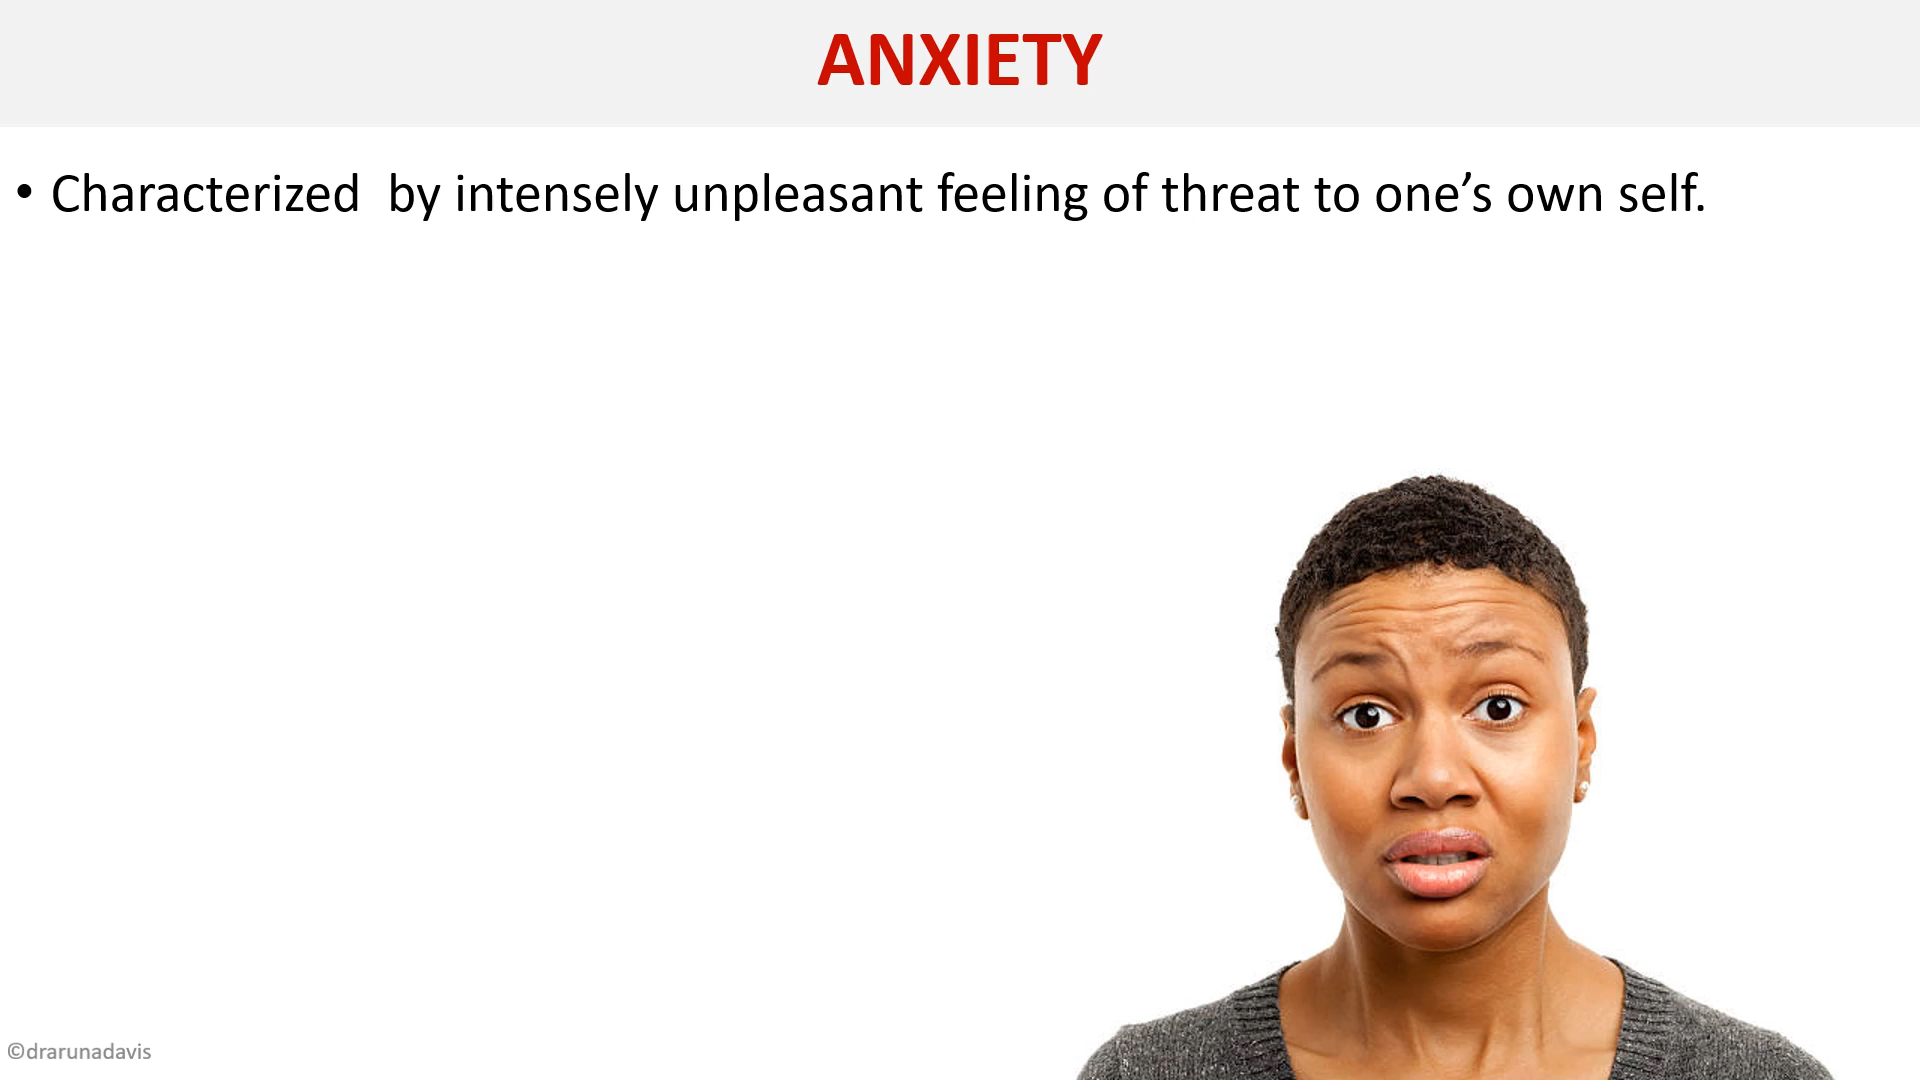 ANXIETY
• Characterized  by intensely unpleasant feeling of threat to one’s own self.
©drarunadavis